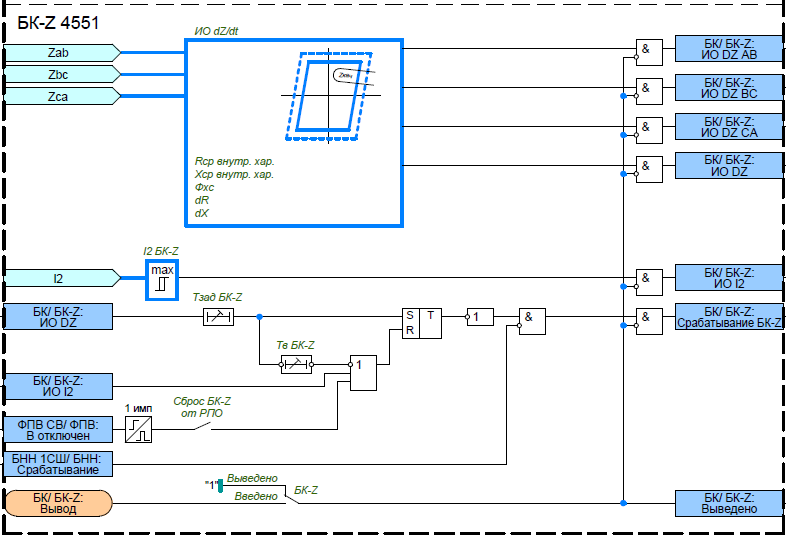 БК-Z 4551
ИО dZ/dt
Zab
Zbc
Zca
Zкмн
Rср внутр. хар.
Xср внутр. хар.
Фхс
dR
dX
&
БК/ БК-Z:
ИО DZ AB
&
БК/ БК-Z:
ИО DZ BC
&
БК/ БК-Z:
ИО DZ CA
&
БК/ БК-Z:
ИО DZ
I2 БК-Z
I2
max
&
БК/ БК-Z:
ИО I2
БК/ БК-Z:
ИО DZ
Tзад БК-Z
S T
R
1
&
&
БК/ БК-Z:
Срабатывание БК-Z
Tв БК-Z
1
БК/ БК-Z:
ИО I2
ФПВ СВ/ ФПВ:
В отключен
1 имп
Сброс БК-Z
от РПО
БНН 1СШ/ БНН:
Срабатывание
БК/ БК-Z:
Вывод
"1"
Выведено
Введено
БК-Z
БК/ БК-Z:
Выведено